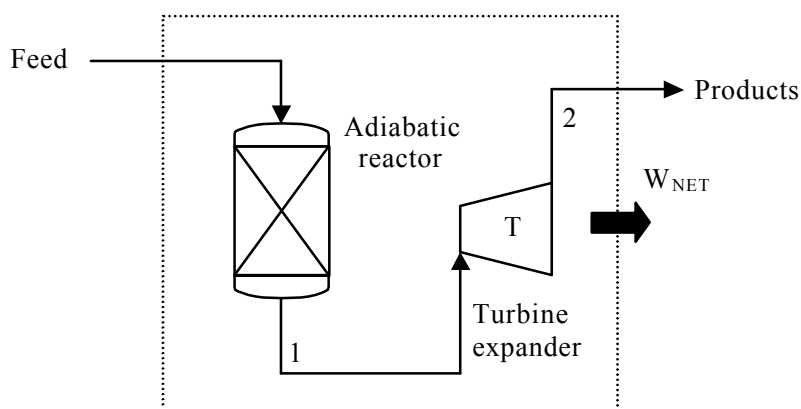 Feed
Adiabatic
reactor
1
T
Turbine
expander
2
Products
W_NET